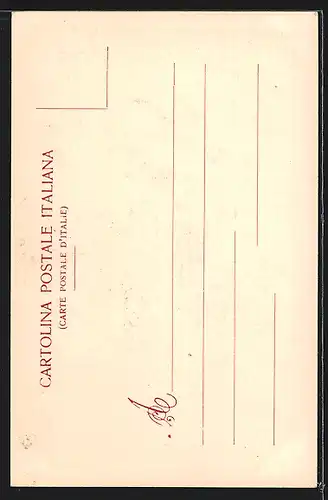 CARTOLINA POSTALE ITALIANA
(CARTE POSTALE D'ITALIE)
A